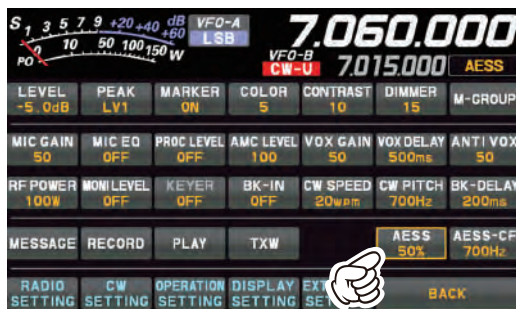 S 1 3 5 7 9 +20 +40 +60 dB VFO-A 7.060.000
PO 0 10 50 100 150 W LSB
VFO-B
CW-U 7.015.000 AESS
LEVEL PEAK MARKER COLOR CONTRAST DIMMER M-GROUP
-5.0dB LV1 ON 5 10 15
MIC GAIN MIC EQ PROC LEVEL AMC LEVEL VOX GAIN VOX DELAY ANTI VOX
50 OFF OFF 100 50 500ms 50
RF POWER MONI LEVEL KEYER BK-IN CW SPEED CW PITCH BK-DELAY
100W OFF OFF OFF 20wpm 700Hz 200ms
MESSAGE RECORD PLAY TXW AESS AESS-CF
50% 700Hz
RADIO CW OPERATION DISPLAY BACK
SETTING SETTING SETTING SETTING